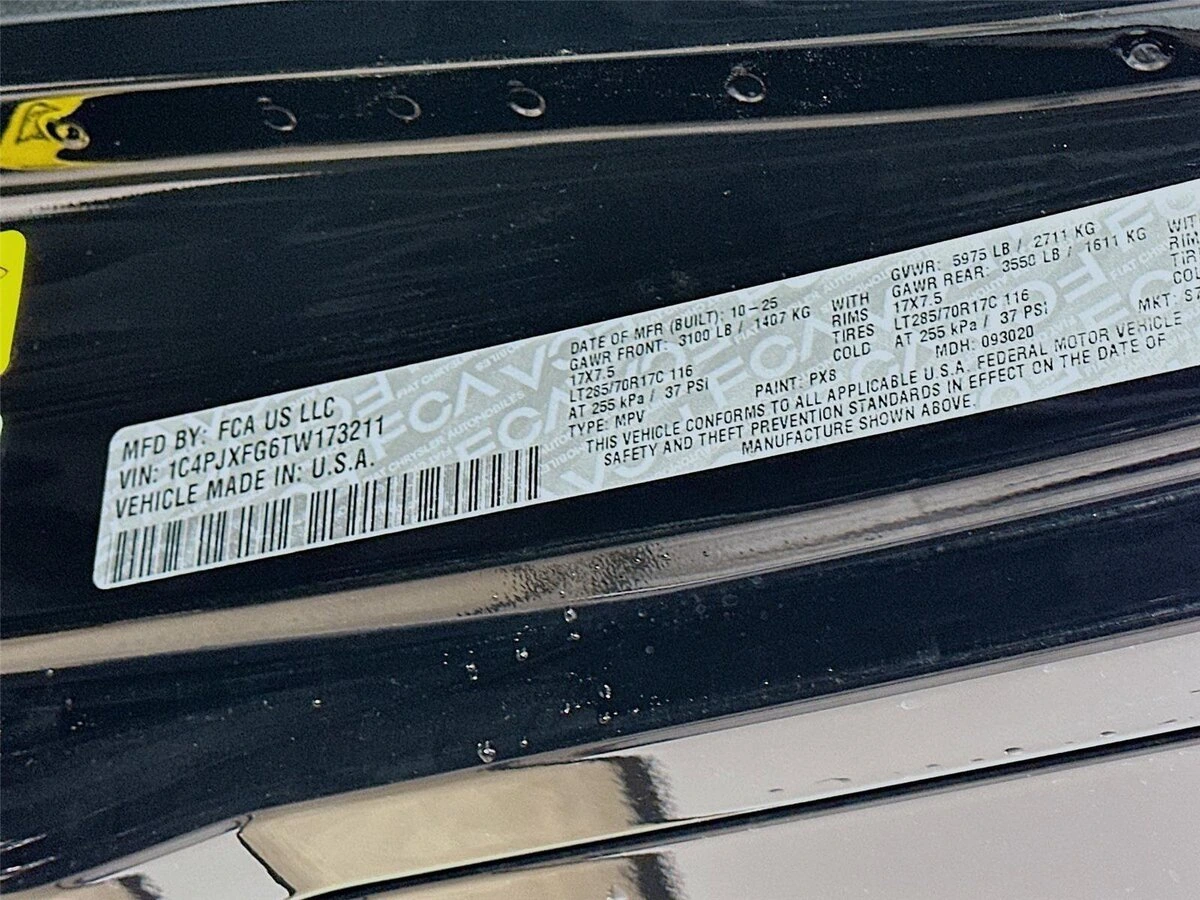 MFD BY: FCA US LLC
VIN: 1C4PJXFG6TW173211
VEHICLE MADE IN: U.S.A.
DATE OF MFR (BUILT): 10-25
GAWR FRONT: 3100 LB / 1407 KG
17X7.5
LT285/70R17C 116
AT 255 kPa / 37 PSI
TYPE: MPV
WITH
RIMS
TIRES
COLD
GVWR: 5975 LB / 2711 KG
GAWR REAR: 3550 LB / 1611 KG
17X7.5
LT285/70R17C 116
AT 255 kPa / 37 PSI
PAINT: PX8 MDH: 093020 MKT:
THIS VEHICLE CONFORMS TO ALL APPLICABLE U.S.A. FEDERAL MOTOR VEHICLE
SAFETY AND THEFT PREVENTION STANDARDS IN EFFECT ON THE DATE OF
MANUFACTURE SHOWN ABOVE.